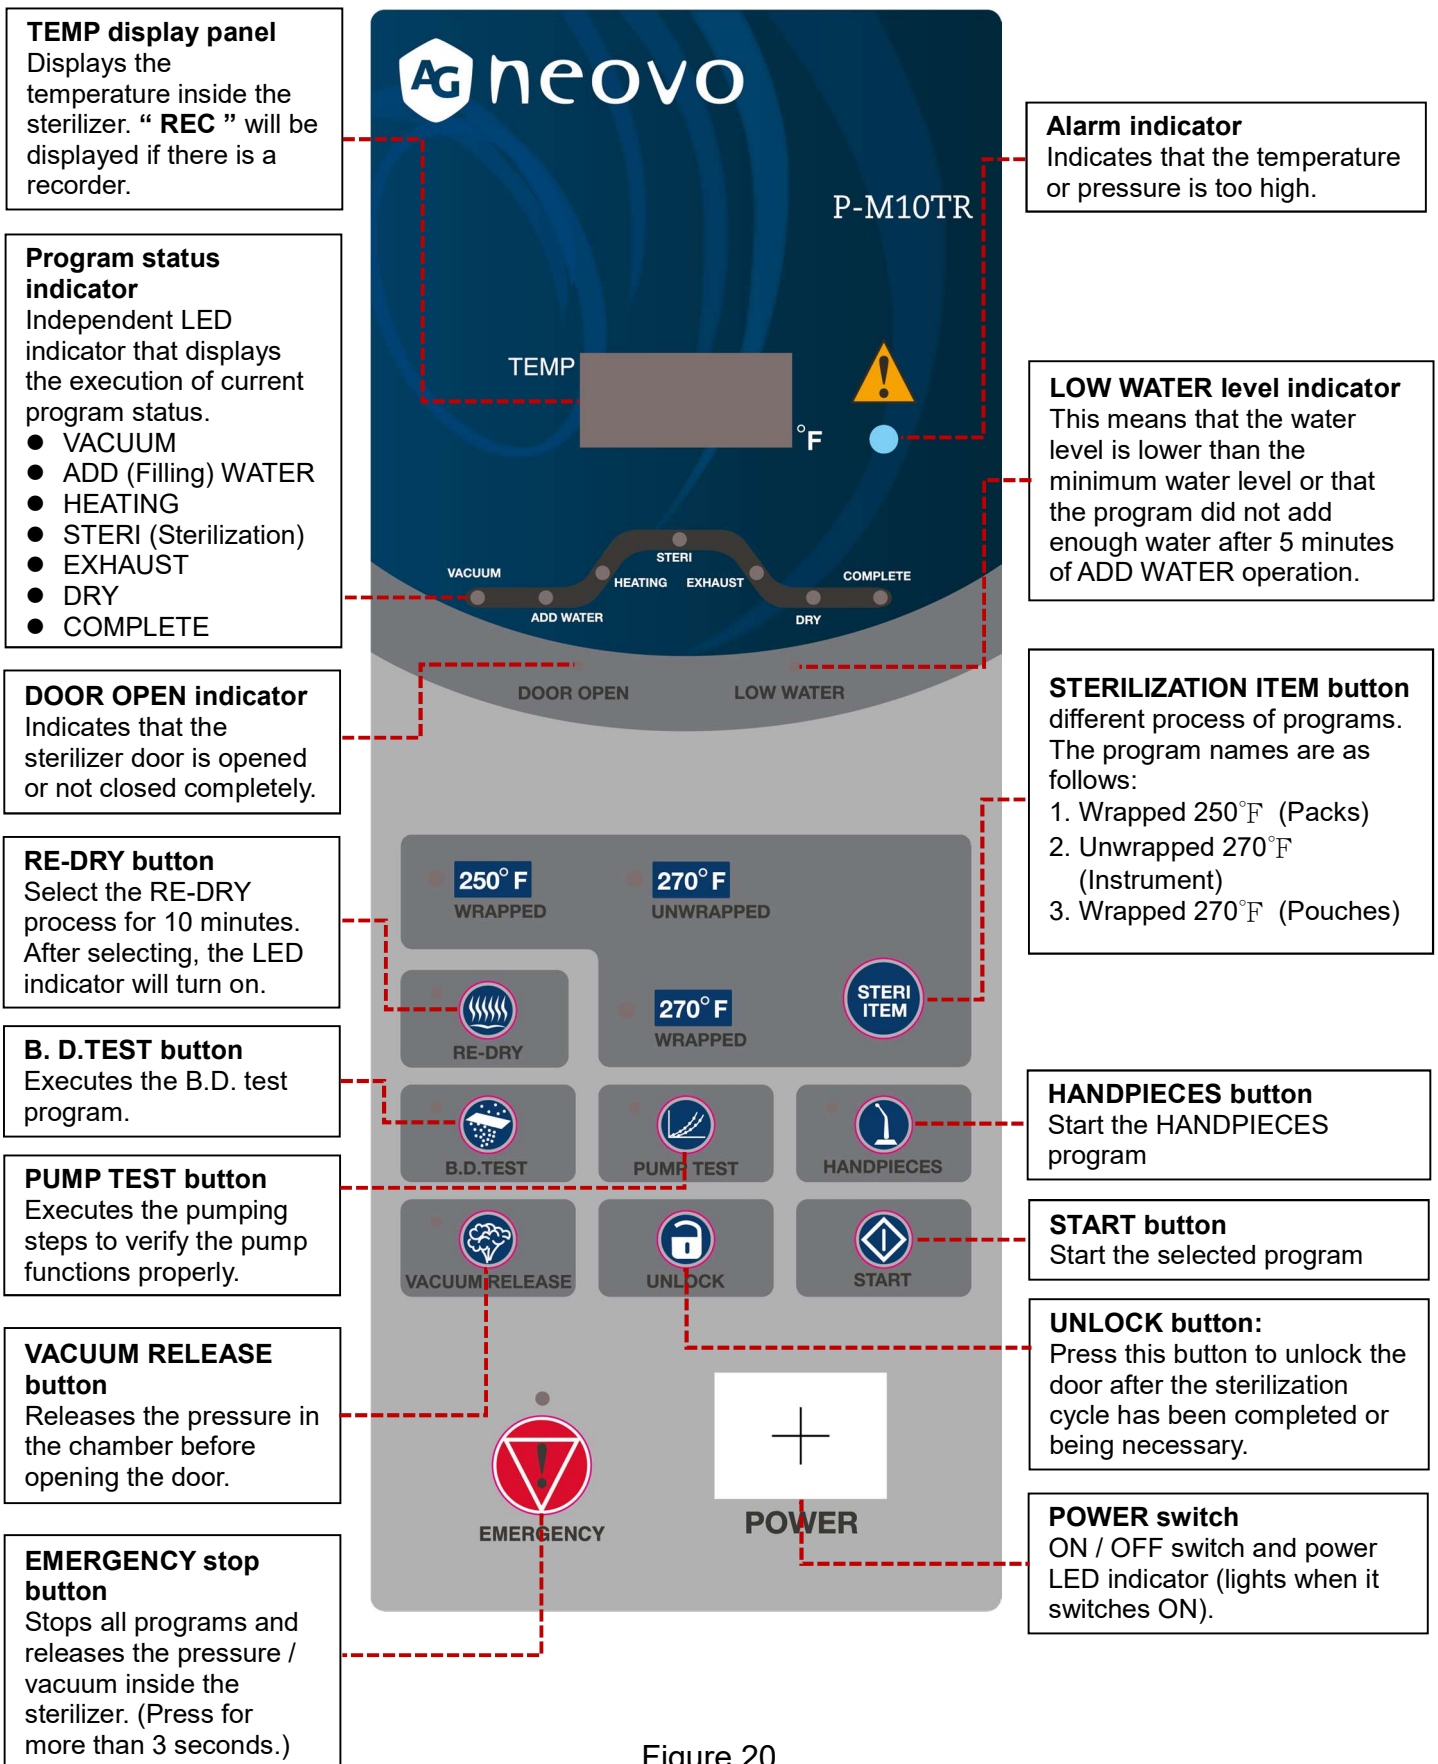 TEMP display panel
Displays the
temperature inside the
sterilizer. “ REC ” will be
displayed if there is a
recorder.
Program status
indicator
Independent LED
indicator that displays
the execution of current
program status.
● VACUUM
● ADD (Filling) WATER
● HEATING
● STERI (Sterilization)
● EXHAUST
● DRY
● COMPLETE
DOOR OPEN indicator
Indicates that the
sterilizer door is opened
or not closed completely.
RE-DRY button
Select the RE-DRY
process for 10 minutes.
After selecting, the LED
indicator will turn on.
B. D.TEST button
Executes the B.D. test
program.
PUMP TEST button
Executes the pumping
steps to verify the pump
functions properly.
VACUUM RELEASE
button
Releases the pressure in
the chamber before
opening the door.
EMERGENCY stop
button
Stops all programs and
releases the pressure /
vacuum inside the
sterilizer. (Press for
more than 3 seconds.)
AG neovo
P-M10TR
TEMP
°F
STERI
VACUUM
HEATING EXHAUST
COMPLETE
ADD WATER
DRY
DOOR OPEN
LOW WATER
250°F
WRAPPED
270°F
UNWRAPPED
270°F
WRAPPED
STERI
ITEM
RE-DRY
B.D.TEST
PUMP TEST
HANDPIECES
VACUUM RELEASE
UNLOCK
START
EMERGENCY
POWER
Alarm indicator
Indicates that the temperature
or pressure is too high.
LOW WATER level indicator
This means that the water
level is lower than the
minimum water level or that
the program did not add
enough water after 5 minutes
of ADD WATER operation.
STERILIZATION ITEM button
different process of programs.
The program names are as
follows:
1. Wrapped 250°F (Packs)
2. Unwrapped 270°F
(Instrument)
3. Wrapped 270°F (Pouches)
HANDPIECES button
Start the HANDPIECES
program
START button
Start the selected program
UNLOCK button:
Press this button to unlock the
door after the sterilization
cycle has been completed or
being necessary.
POWER switch
ON / OFF switch and power
LED indicator (lights when it
switches ON).
Figure 20